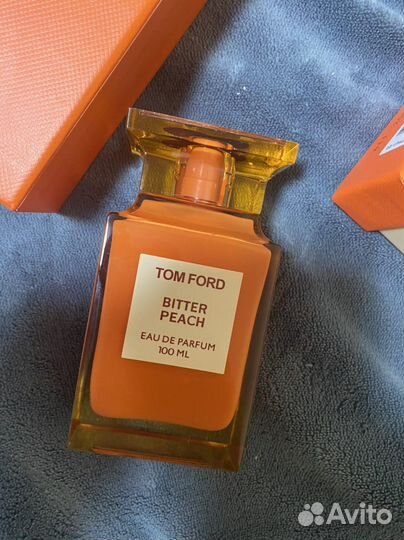 TOM FORD
BITTER
PEACH
EAU DE PARFUM
100 ML
Avito